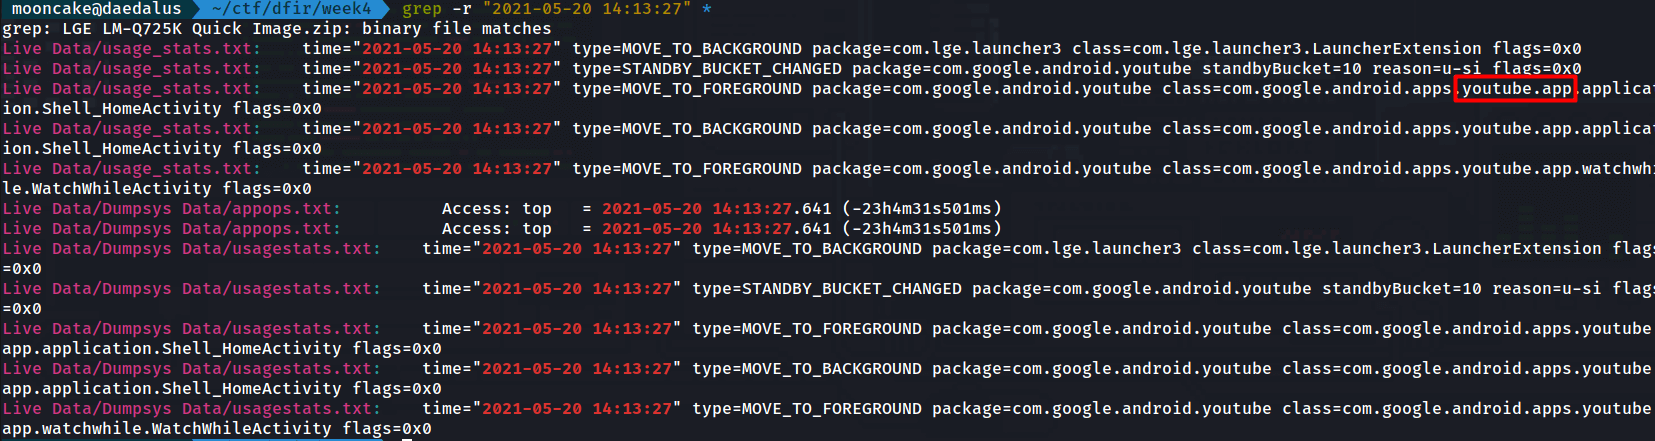 mooncake@daedalus ~/ctf/dfir/week4 grep -r "2021-05-20 14:13:27" *
grep: LGE LM-Q725K Quick Image.zip: binary file matches
Live Data/usage_stats.txt:    time="2021-05-20 14:13:27" type=MOVE_TO_BACKGROUND package=com.lge.launcher3 class=com.lge.launcher3.LauncherExtension flags=0x0
Live Data/usage_stats.txt:    time="2021-05-20 14:13:27" type=STANDBY_BUCKET_CHANGED package=com.google.android.youtube standbyBucket=10 reason=u-si flags=0x0
Live Data/usage_stats.txt:    time="2021-05-20 14:13:27" type=MOVE_TO_FOREGROUND package=com.google.android.youtube class=com.google.android.apps.youtube.app.applicat
ion.Shell_HomeActivity flags=0x0
Live Data/usage_stats.txt:    time="2021-05-20 14:13:27" type=MOVE_TO_BACKGROUND package=com.google.android.youtube class=com.google.android.apps.youtube.app.applicat
ion.Shell_HomeActivity flags=0x0
Live Data/usage_stats.txt:    time="2021-05-20 14:13:27" type=MOVE_TO_FOREGROUND package=com.google.android.youtube class=com.google.android.apps.youtube.app.watchwhi
le.WatchWhileActivity flags=0x0
Live Data/Dumpsys Data/appops.txt:          Access: top   = 2021-05-20 14:13:27.641 (-23h4m31s501ms)
Live Data/Dumpsys Data/appops.txt:          Access: top   = 2021-05-20 14:13:27.641 (-23h4m31s501ms)
Live Data/Dumpsys Data/usagestats.txt:    time="2021-05-20 14:13:27" type=MOVE_TO_BACKGROUND package=com.lge.launcher3 class=com.lge.launcher3.LauncherExtension flags
=0x0
Live Data/Dumpsys Data/usagestats.txt:    time="2021-05-20 14:13:27" type=STANDBY_BUCKET_CHANGED package=com.google.android.youtube standbyBucket=10 reason=u-si flags
=0x0
Live Data/Dumpsys Data/usagestats.txt:    time="2021-05-20 14:13:27" type=MOVE_TO_FOREGROUND package=com.google.android.youtube class=com.google.android.apps.youtube
app.application.Shell_HomeActivity flags=0x0
Live Data/Dumpsys Data/usagestats.txt:    time="2021-05-20 14:13:27" type=MOVE_TO_BACKGROUND package=com.google.android.youtube class=com.google.android.apps.youtube
app.application.Shell_HomeActivity flags=0x0
Live Data/Dumpsys Data/usagestats.txt:    time="2021-05-20 14:13:27" type=MOVE_TO_FOREGROUND package=com.google.android.youtube class=com.google.android.apps.youtube
app.watchwhile.WatchWhileActivity flags=0x0